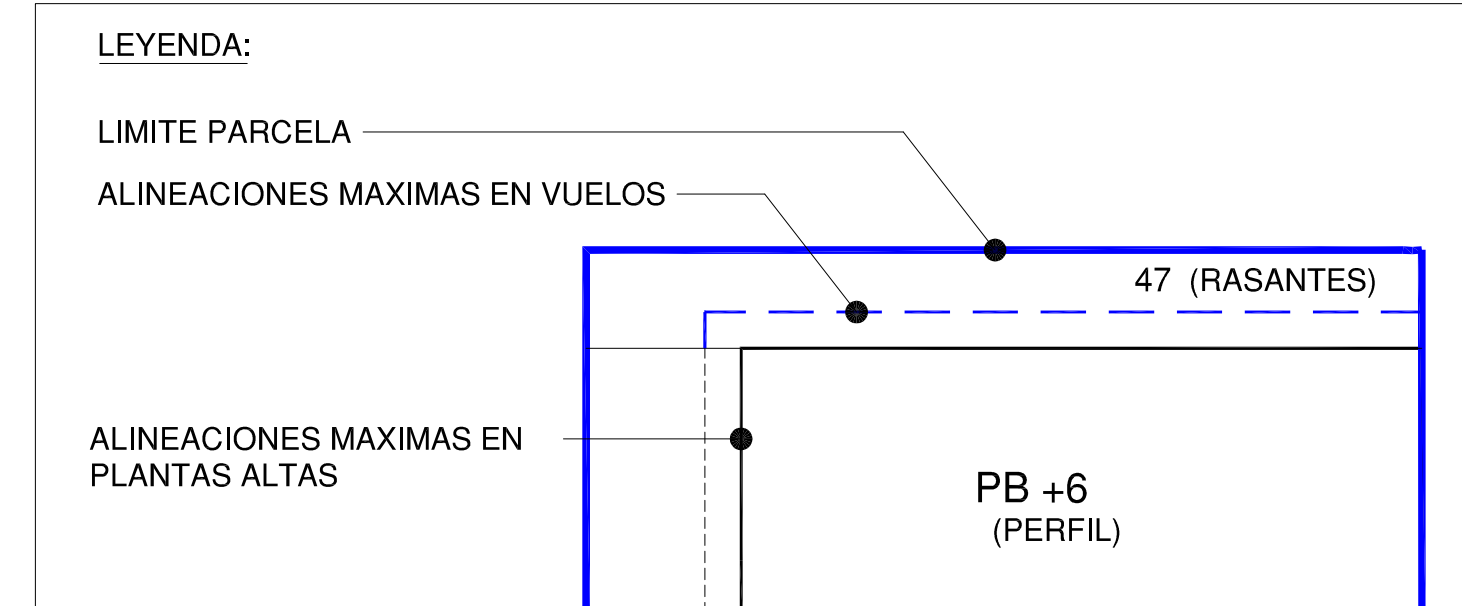 LEYENDA:
LIMITE PARCELA
ALINEACIONES MAXIMAS EN VUELOS
47 (RASANTES)
ALINEACIONES MAXIMAS EN
PLANTAS ALTAS
PB +6
(PERFIL)